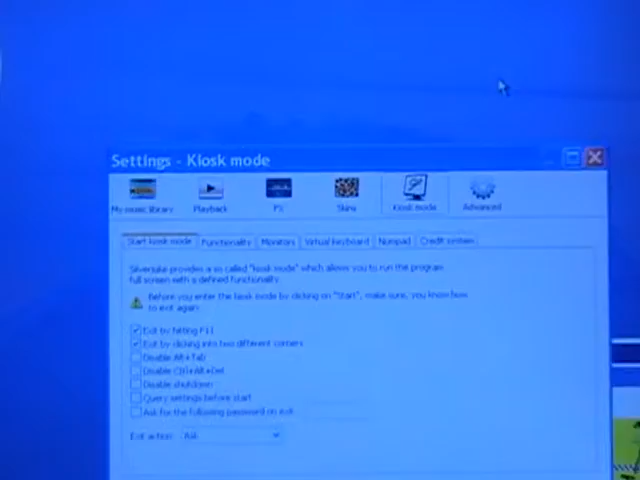 Settings - Kiosk mode
My music library Playback FX Skins Kiosk mode Advanced
Start kiosk mode Functionality Monitors Virtual keyboard Numpad Credit system
Silverjuke provides a so called "kiosk mode" which allows you to run the program
full screen with a defined functionality.
Before you enter the kiosk mode by clicking on "Start", make sure, you know how
to exit again.
Exit by hitting F11
Exit by clicking into two different corners
Disable Alt+Tab
Disable Ctrl+Alt+Del
Disable shutdown
Query settings before start
Ask for the following password on exit
Exit action: Ask